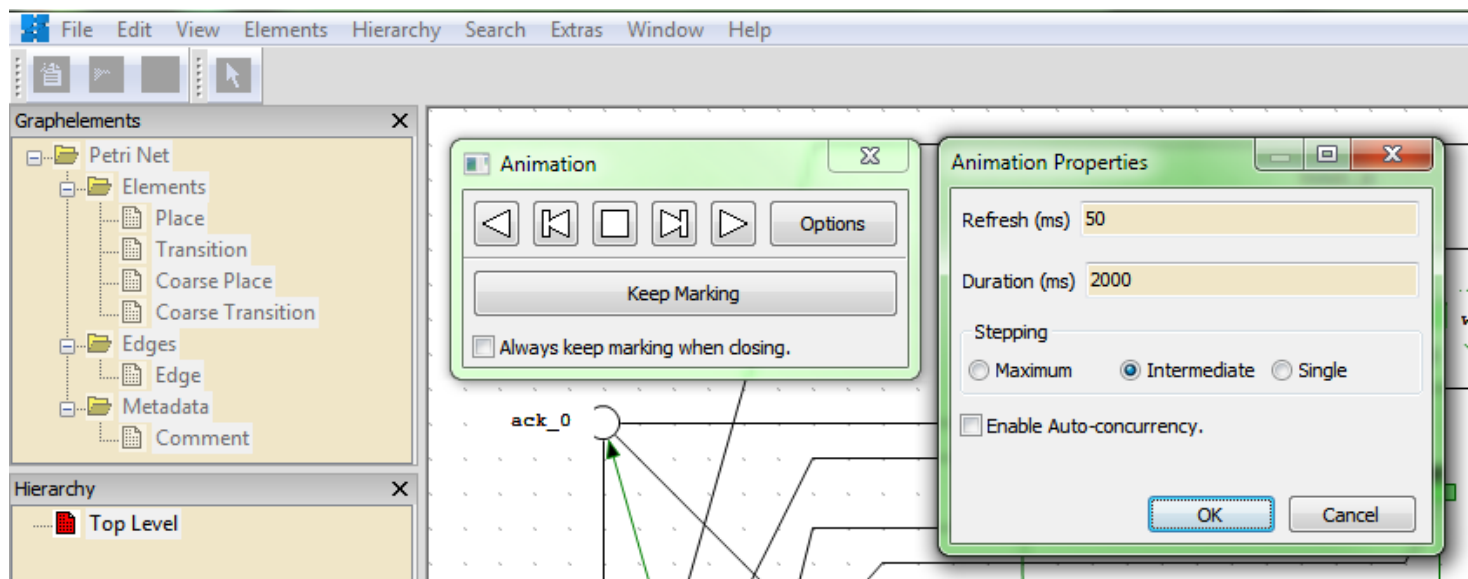 File Edit View Elements Hierarchy Search Extras Window Help
Graphelements
Petri Net
Elements
Place
Transition
Coarse Place
Coarse Transition
Edges
Edge
Metadata
Comment
Hierarchy
Top Level
Animation
Options
Keep Marking
Always keep marking when closing.
ack_0
Animation Properties
Refresh (ms) 50
Duration (ms) 2000
Stepping
Maximum Intermediate Single
Enable Auto-concurrency.
OK Cancel